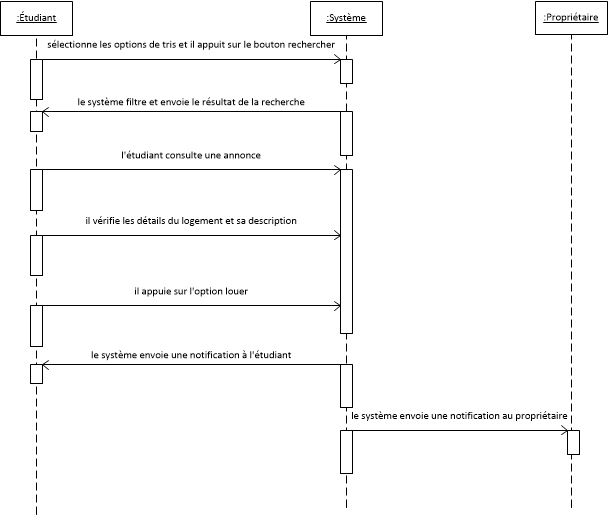 :Étudiant
:Système
:Propriétaire
sélectionne les options de tris et il appuit sur le bouton rechercher
le système filtre et envoie le résultat de la recherche
l'étudiant consulte une annonce
il vérifie les détails du logement et sa description
il appuie sur l'option louer
le système envoie une notification à l'étudiant
le système envoie une notification au propriétaire